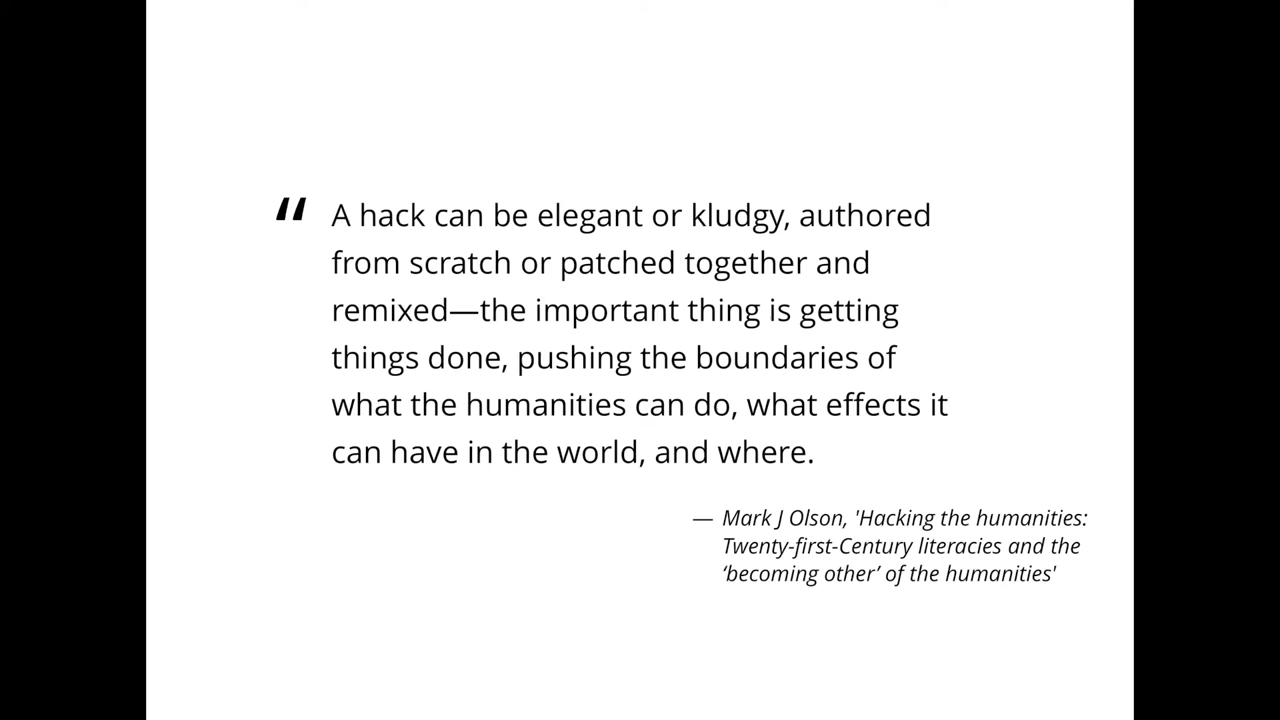 “ A hack can be elegant or kludgy, authored
from scratch or patched together and
remixed—the important thing is getting
things done, pushing the boundaries of
what the humanities can do, what effects it
can have in the world, and where.
— Mark J Olson, 'Hacking the humanities:
Twenty-first-Century literacies and the
‘becoming other’ of the humanities'